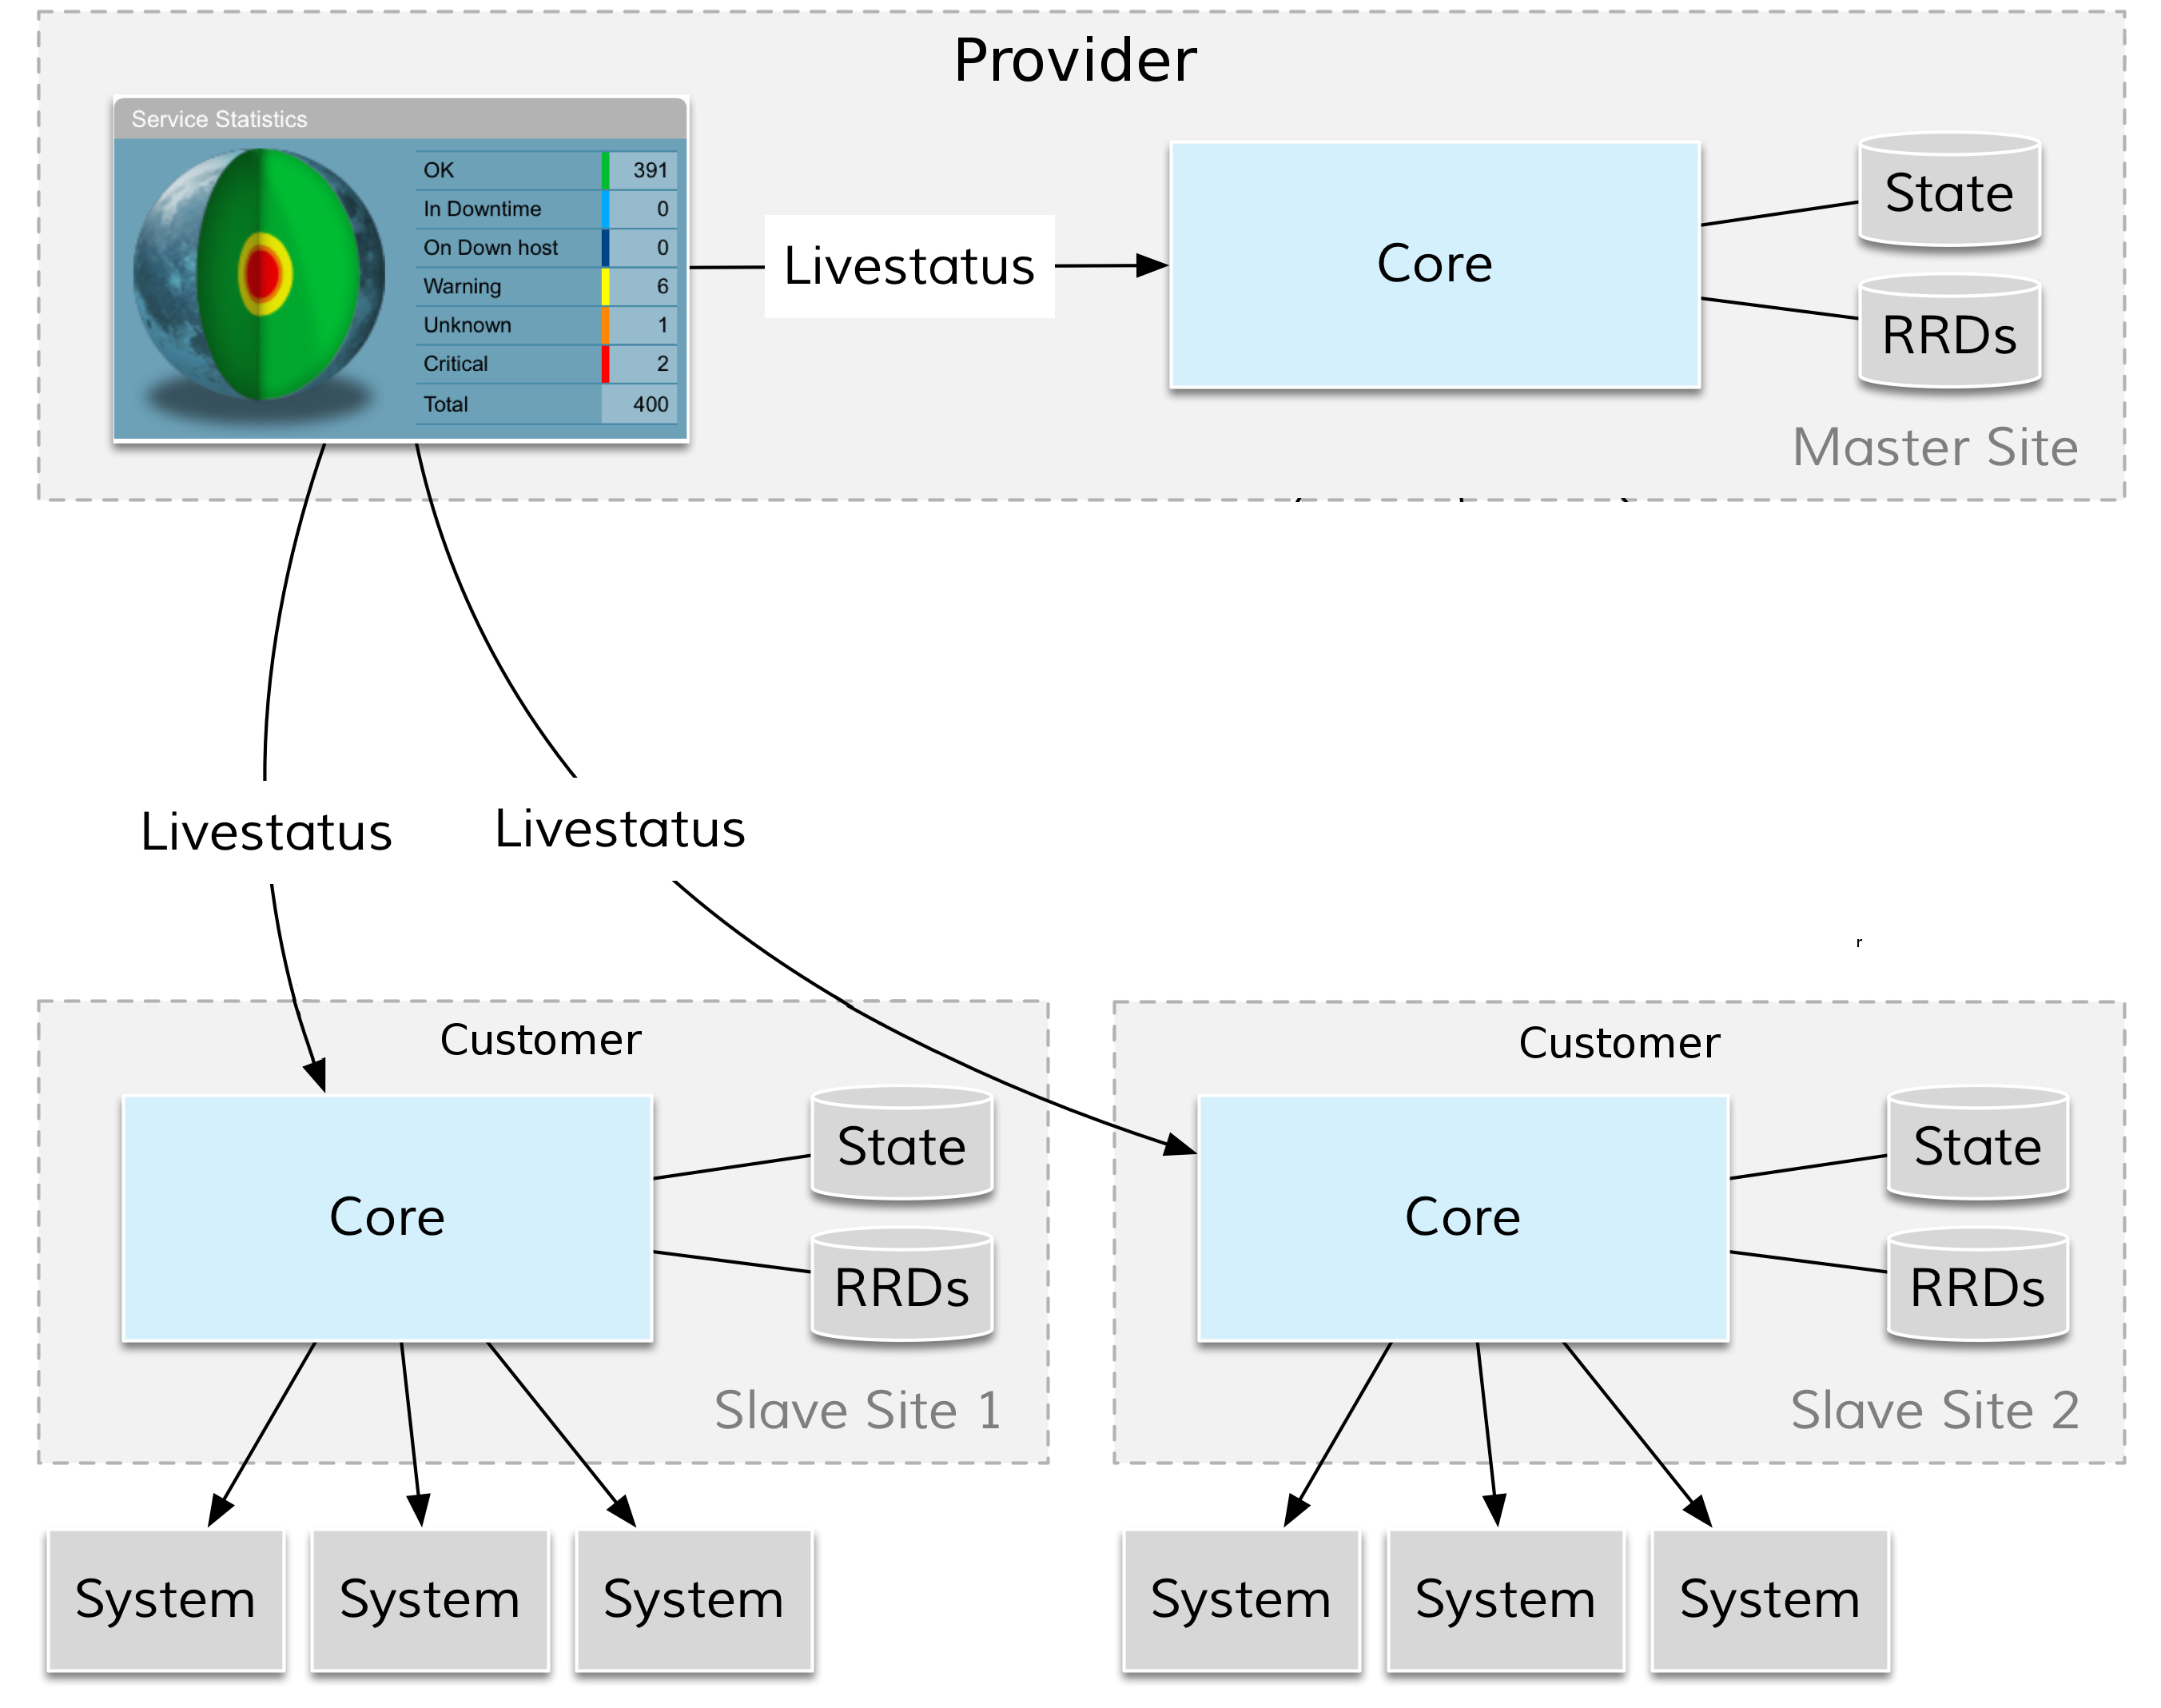 Provider
Service Statistics
OK 391
In Downtime 0
On Down host 0
Warning 6
Unknown 1
Critical 2
Total 400
Livestatus
Core
State
RRDs
Master Site
Livestatus
Livestatus
r
Customer
Core
State
RRDs
Slave Site 1
System
System
System
Customer
Core
State
RRDs
Slave Site 2
System
System
System